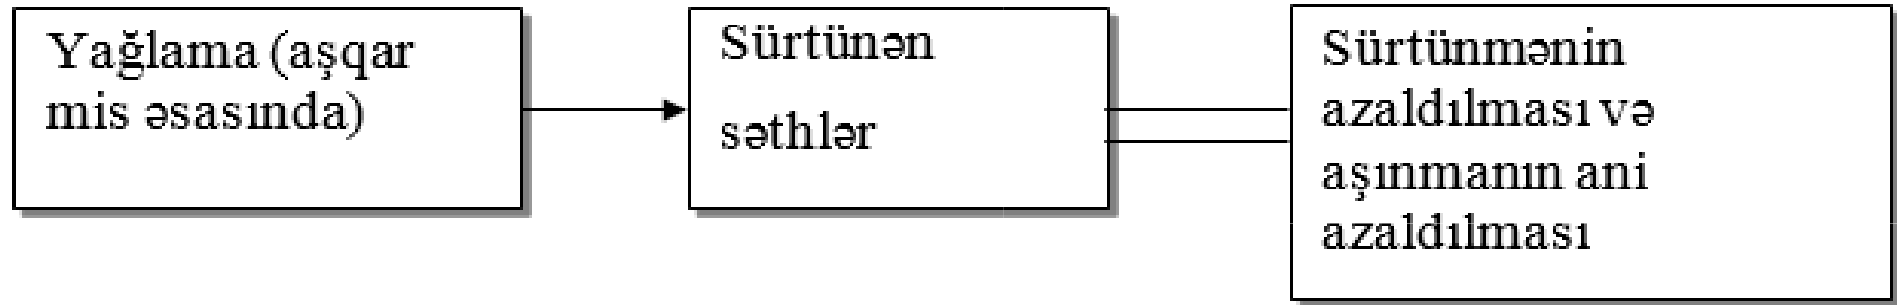 Yağlama (aşqar
mis əsasında)
Sürtünən
səthlər
Sürtünmənin
azaldılması və
aşınmanın ani
azaldılması